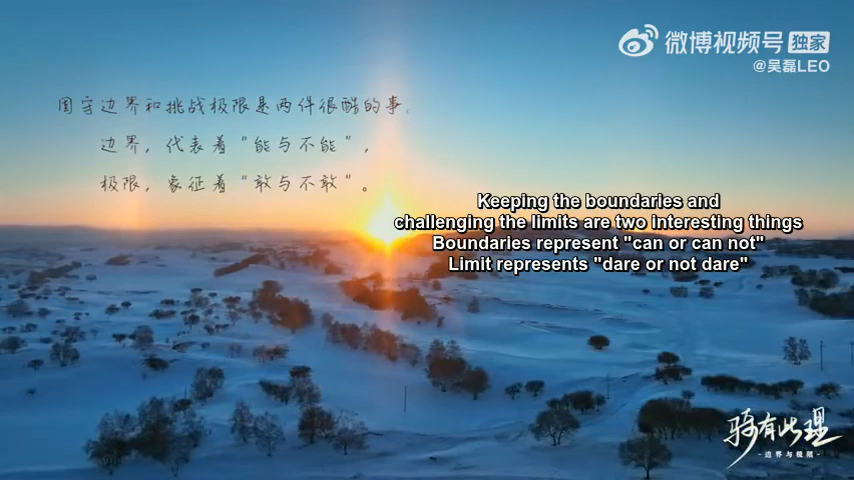 微博视频号 独家
@吴磊LEO
固守边界和挑战极限是两件很酷的事。
边界，代表着“能与不能”，
极限，象征着“敢与不敢”。
Keeping the boundaries and
challenging the limits are two interesting things
Boundaries represent "can or can not"
Limit represents "dare or not dare"
骑有此理
-边界与极限-